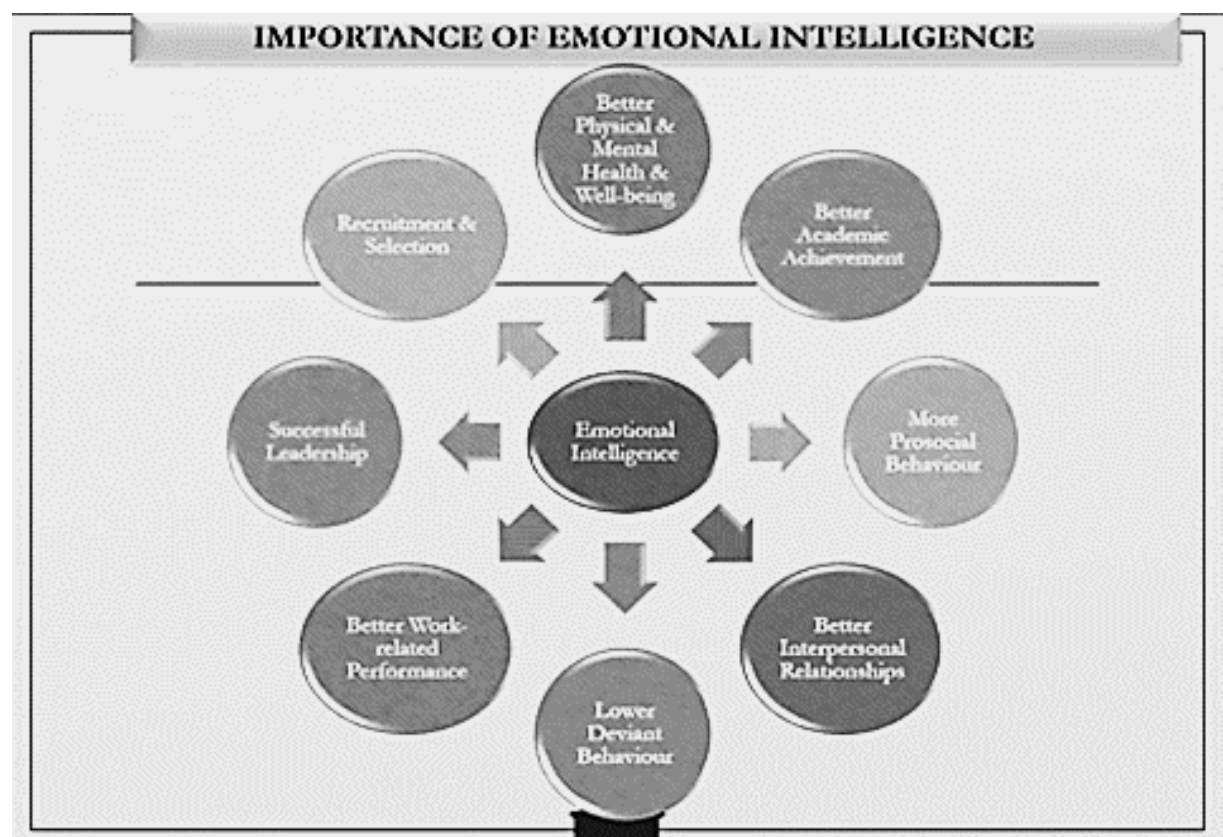 IMPORTANCE OF EMOTIONAL INTELLIGENCE
Better
Physical &
Mental
Health &
Well-being
Better
Academic
Achievement
More
Prosocial
Behaviour
Better
Interpersonal
Relationships
Lower
Deviant
Behaviour
Better Work-
related
Performance
Successful
Leadership
Recruitment &
Selection
Emotional
Intelligence